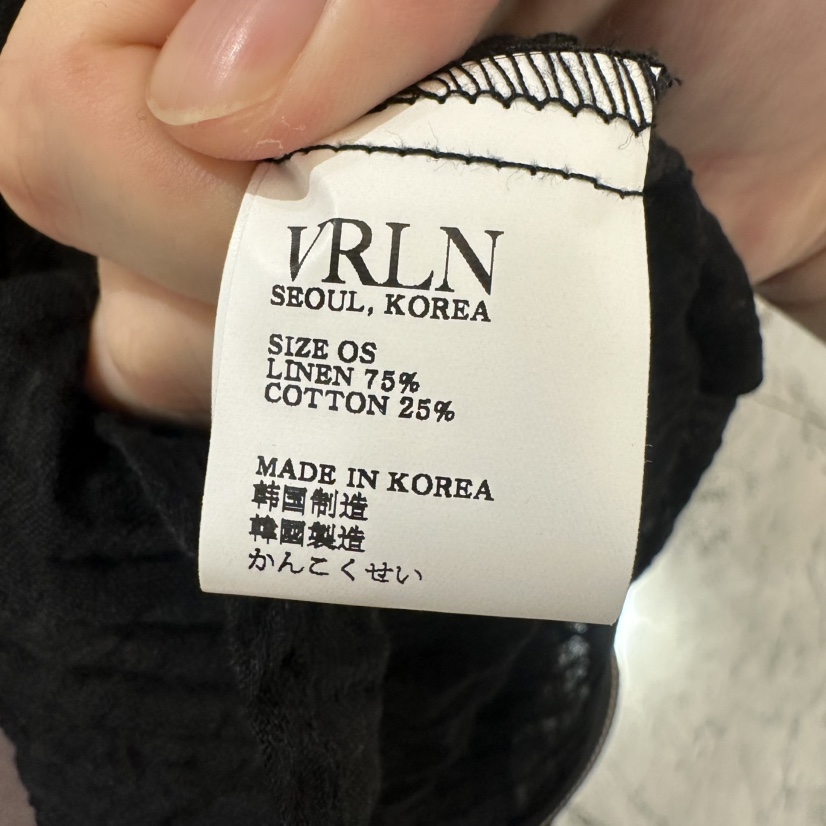 VRLN
SEOUL, KOREA
SIZE OS
LINEN 75%
COTTON 25%
MADE IN KOREA
韩国制造
韓國製造
かんこくせい